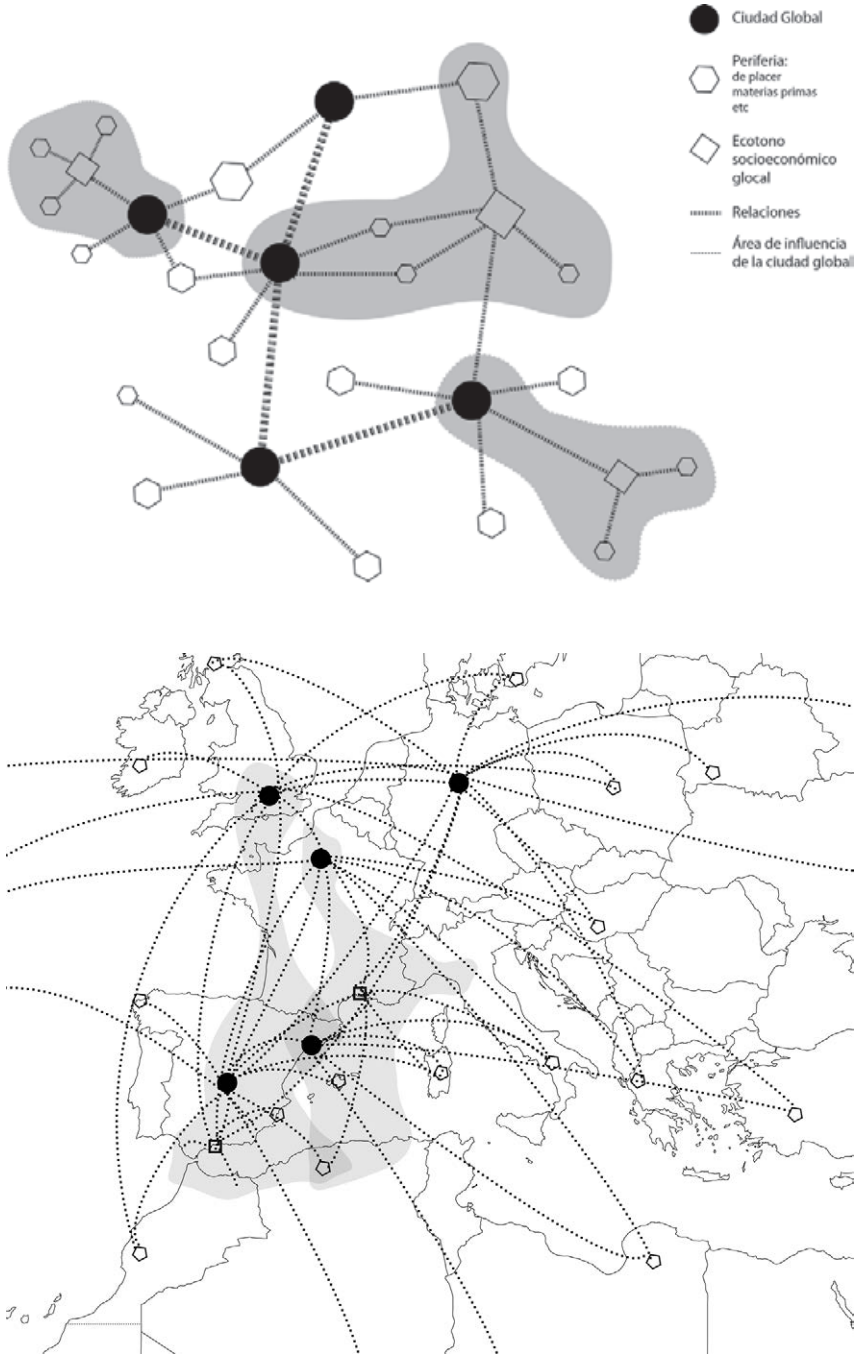 Ciudad Global
Periferia:
de placer
materias primas
etc
Ecotono
socioeconómico
glocal
Relaciones
Área de influencia
de la ciudad global